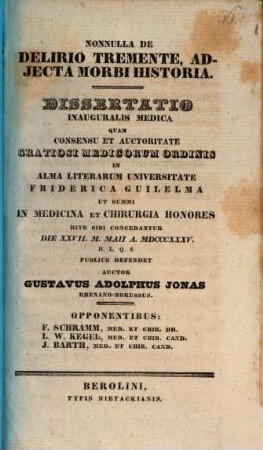 NONNULLA DE
DELIRIO TREMENTE, AD-
JECTA MORBI HISTORIA.
DISSERTATIO
INAUGURALIS MEDICA
QUAM
CONSENSU ET AUCTORITATE
GRATIOSI MEDICORUM ORDINIS
IN
ALMA LITERARUM UNIVERSITATE
FRIDERICA GUILELMA
UT SUMMI
IN MEDICINA ET CHIRURGIA HONORES
RITE SIBI CONCEDANTUR
DIE XXVII. M. MAII A. MDCCCXXXV.
H. L. Q. S.
PUBLICE DEFENDET
AUCTOR
GUSTAVUS ADOLPHUS JONAS
RHENANO-BORUSSUS.
OPPONENTIBUS:
F. SCHRAMM, MED. ET CHIR. DR.
L. W. KEGEL, MED. ET CHIR. CAND.
J. BARTH, MED. ET CHIR. CAND.
BEROLINI,
TYPIS NIETACKIANIS.